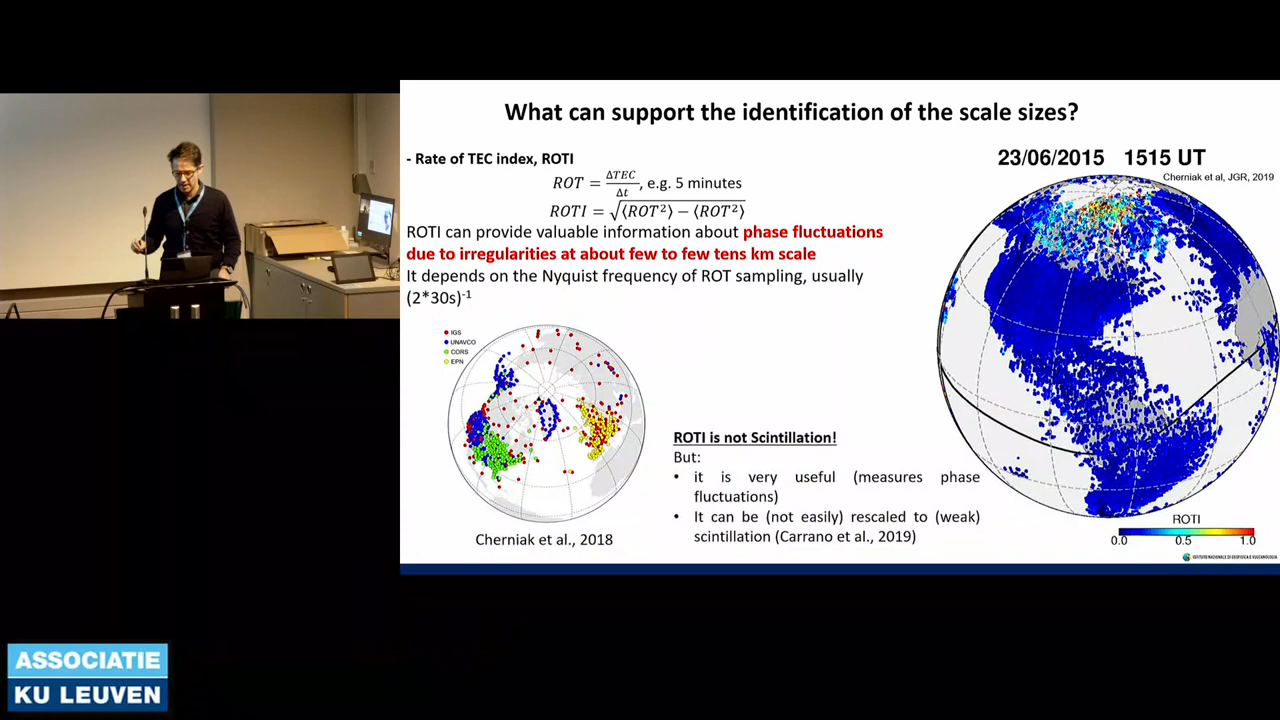 What can support the identification of the scale sizes?
- Rate of TEC index, ROTI
ROT = ΔTEC/Δt, e.g. 5 minutes
ROTI = √⟨ROT²⟩ − ⟨ROT²⟩
ROTI can provide valuable information about phase fluctuations
due to irregularities at about few to few tens km scale
It depends on the Nyquist frequency of ROT sampling, usually
(2*30s)-1
IGS
UNAVCO
CORS
EPN
Cherniak et al., 2018
ROTI is not Scintillation!
But:
• it is very useful (measures phase
fluctuations)
• It can be (not easily) rescaled to (weak)
scintillation (Carrano et al., 2019)
23/06/2015 1515 UT
Cherniak et al, JGR, 2019
ROTI
0.0 0.5 1.0
ISTITUTO NAZIONALE DI GEOFISICA E VULCANOLOGIA
ASSOCIATIE
KU LEUVEN